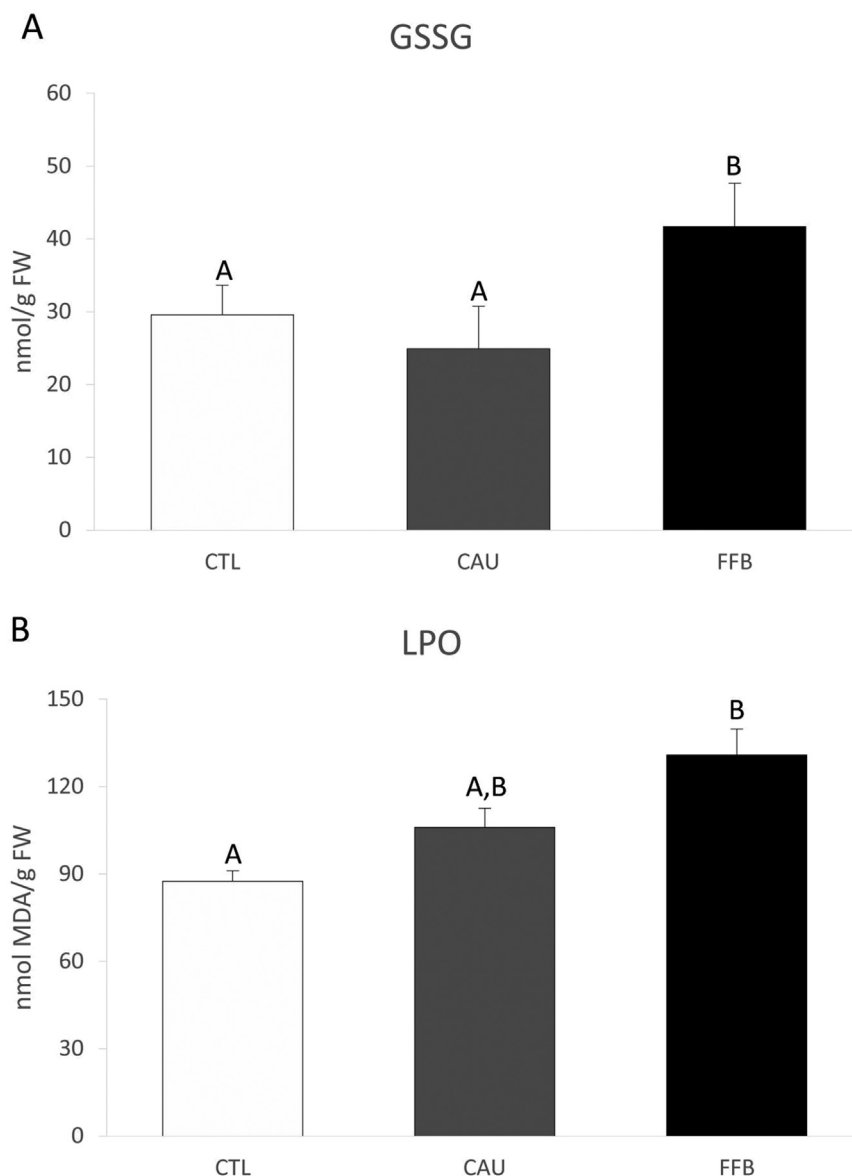 A
GSSG
60
50
40
30
20
10
0
nmol/g FW
A
A
B
CTL CAU FFB
B
LPO
150
120
90
60
30
0
nmol MDA/g FW
A
A,B
B
CTL CAU FFB